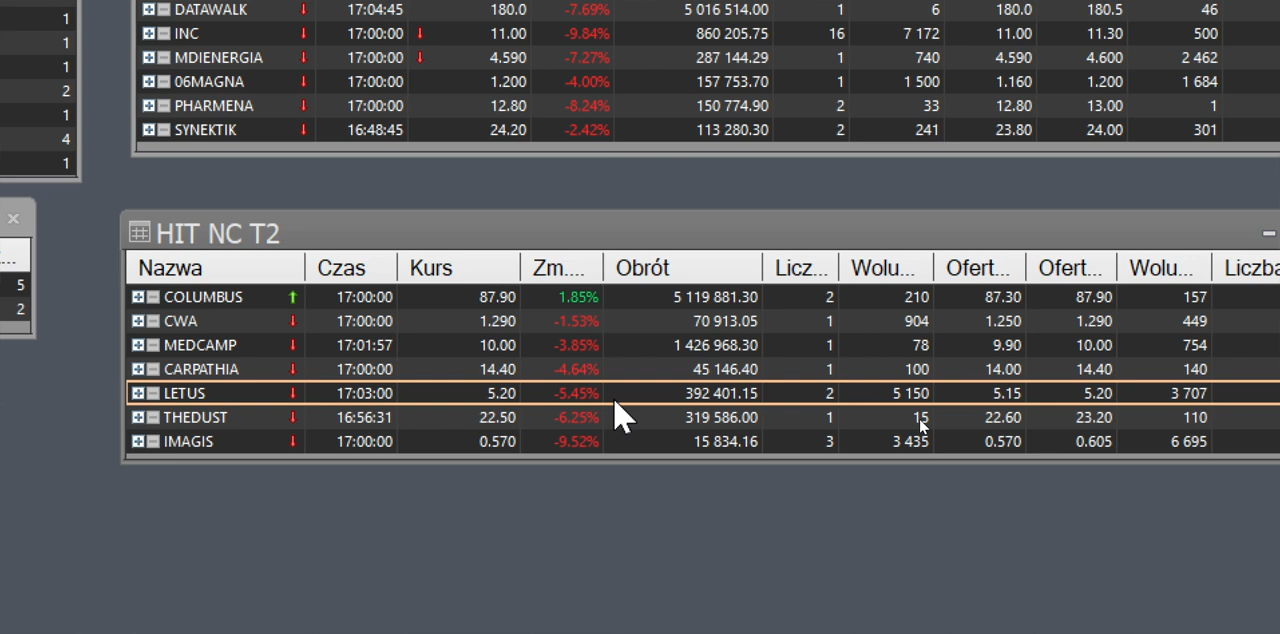 1
1
1
2
1
4
1
DATAWALK 17:04:45 180.0 -7.69% 5 016 514.00 1 6 180.0 180.5 46
INC 17:00:00 11.00 -9.84% 860 205.75 16 7 172 11.00 11.30 500
MDIENERGIA 17:00:00 4.590 -7.27% 287 144.29 1 740 4.590 4.600 2 462
06MAGNA 17:00:00 1.200 -4.00% 157 753.70 1 1 500 1.160 1.200 1 684
PHARMENA 17:00:00 12.80 -8.24% 150 774.90 2 33 12.80 13.00 1
SYNEKTIK 16:48:45 24.20 -2.42% 113 280.30 2 241 23.80 24.00 301
...
5
2
HIT NC T2
Nazwa Czas Kurs Zm.... Obrót Licz... Wolu... Ofert... Ofert... Wolu... Liczba
COLUMBUS 17:00:00 87.90 1.85% 5 119 881.30 2 210 87.30 87.90 157
CWA 17:00:00 1.290 -1.53% 70 913.05 1 904 1.250 1.290 449
MEDCAMP 17:01:57 10.00 -3.85% 1 426 968.30 1 78 9.90 10.00 754
CARPATHIA 17:00:00 14.40 -4.64% 45 146.40 1 100 14.00 14.40 140
LETUS 17:03:00 5.20 -5.45% 392 401.15 2 5 150 5.15 5.20 3 707
THEDUST 16:56:31 22.50 -6.25% 319 586.00 1 15 22.60 23.20 110
IMAGIS 17:00:00 0.570 -9.52% 15 834.16 3 3 435 0.570 0.605 6 695